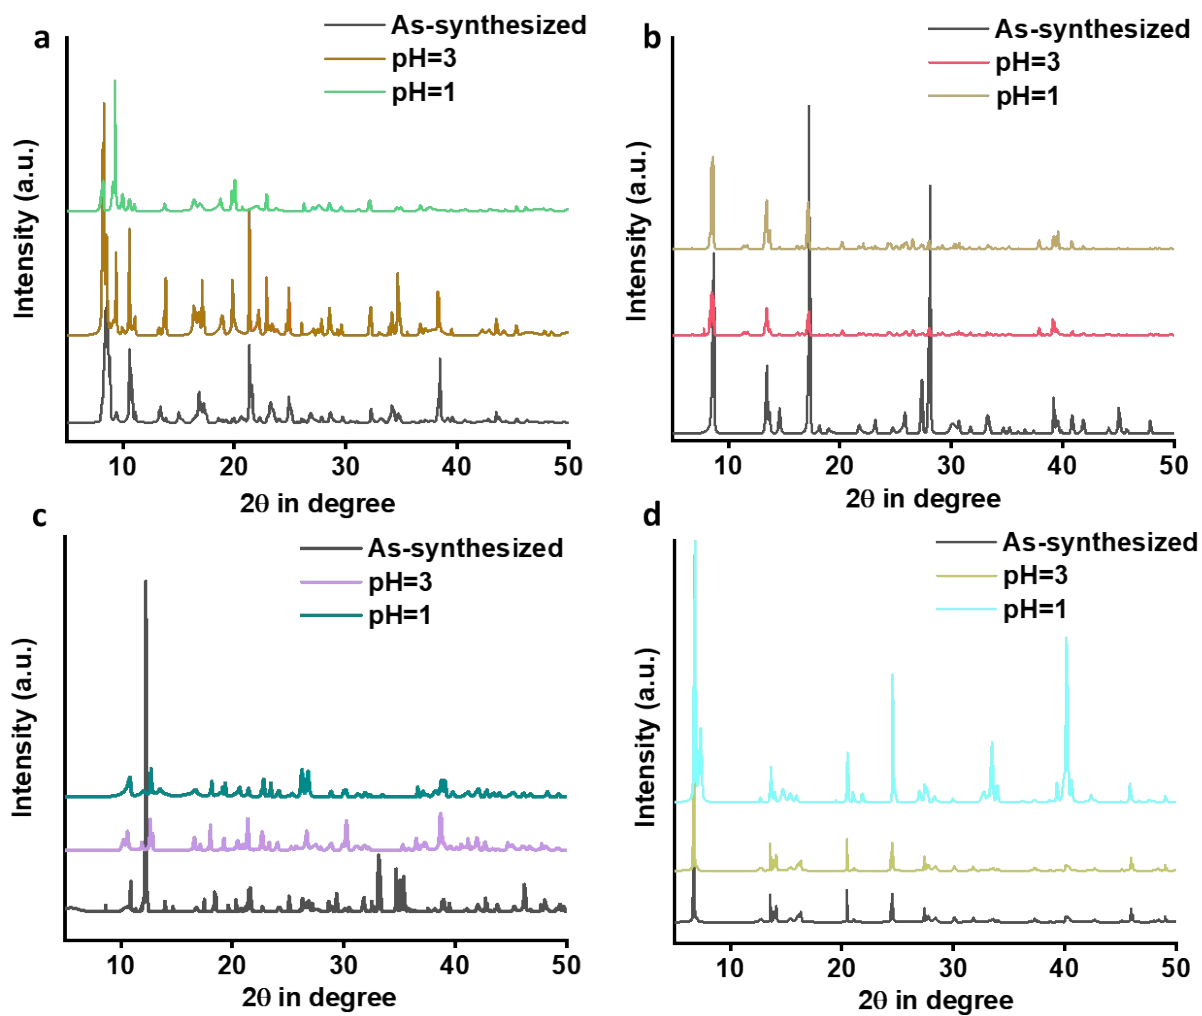 a
As-synthesized
pH=3
pH=1
Intensity (a.u.)
10 20 30 40 50
2θ in degree
b
As-synthesized
pH=3
pH=1
Intensity (a.u.)
10 20 30 40 50
2θ in degree
c
As-synthesized
pH=3
pH=1
Intensity (a.u.)
10 20 30 40 50
2θ in degree
d
As-synthesized
pH=3
pH=1
Intensity (a.u.)
10 20 30 40 50
2θ in degree